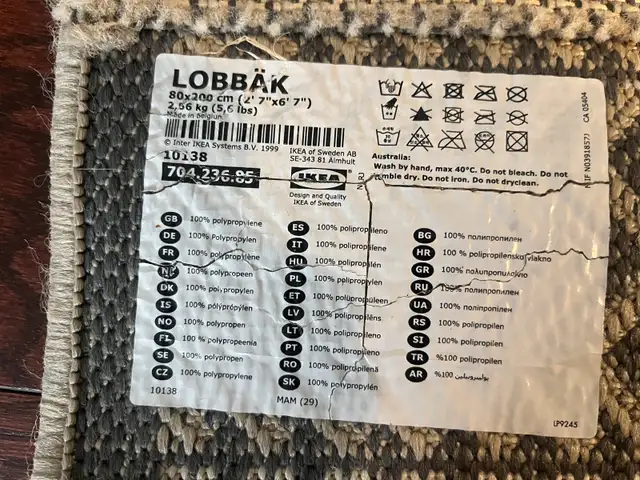 LOBBÄK
80x200 cm (2' 7"x6' 7")
2,56 kg (5,6 lbs)
Made in Belgium
© Inter IKEA Systems B.V. 1999
10138
704.236.85
IKEA of Sweden AB
SE-343 81 Älmhult
IKEA
Design and Quality
IKEA of Sweden
Australia:
Wash by hand, max 40°C. Do not bleach. Do not
tumble dry. Do not iron. Do not dryclean.
CA 05404
N0391857J
GB 100% polypropylene
DE 100% Polypropylen
FR 100% polypropylène
NL 100% polypropeen
DK 100% polypropylen
IS 100% pólýprópýlen
NO 100% polypropen
FI 100% polypropeenia
SE 100% polypropen
CZ 100% polypropylene
ES 100% polipropileno
IT 100% polipropilene
HU 100% polipropilén
PL 100% polipropylen
ET 100% polüpropüleen
LV 100% polipropilēns
LT 100% polipropileno
PT 100% polipropileno
RO 100% polipropilenă
SK 100% polypropylén
BG 100% полипропилен
HR 100 % polipropilensko vlakno
GR 100% πολυπροπυλένιο
RU 100% полипропилен
UA 100% поліпропілен
RS 100% polipropilen
SI 100% polipropilen
TR %100 polipropilen
AR %100 بوليبروبيلين
10138
MAM (29)
LP9245